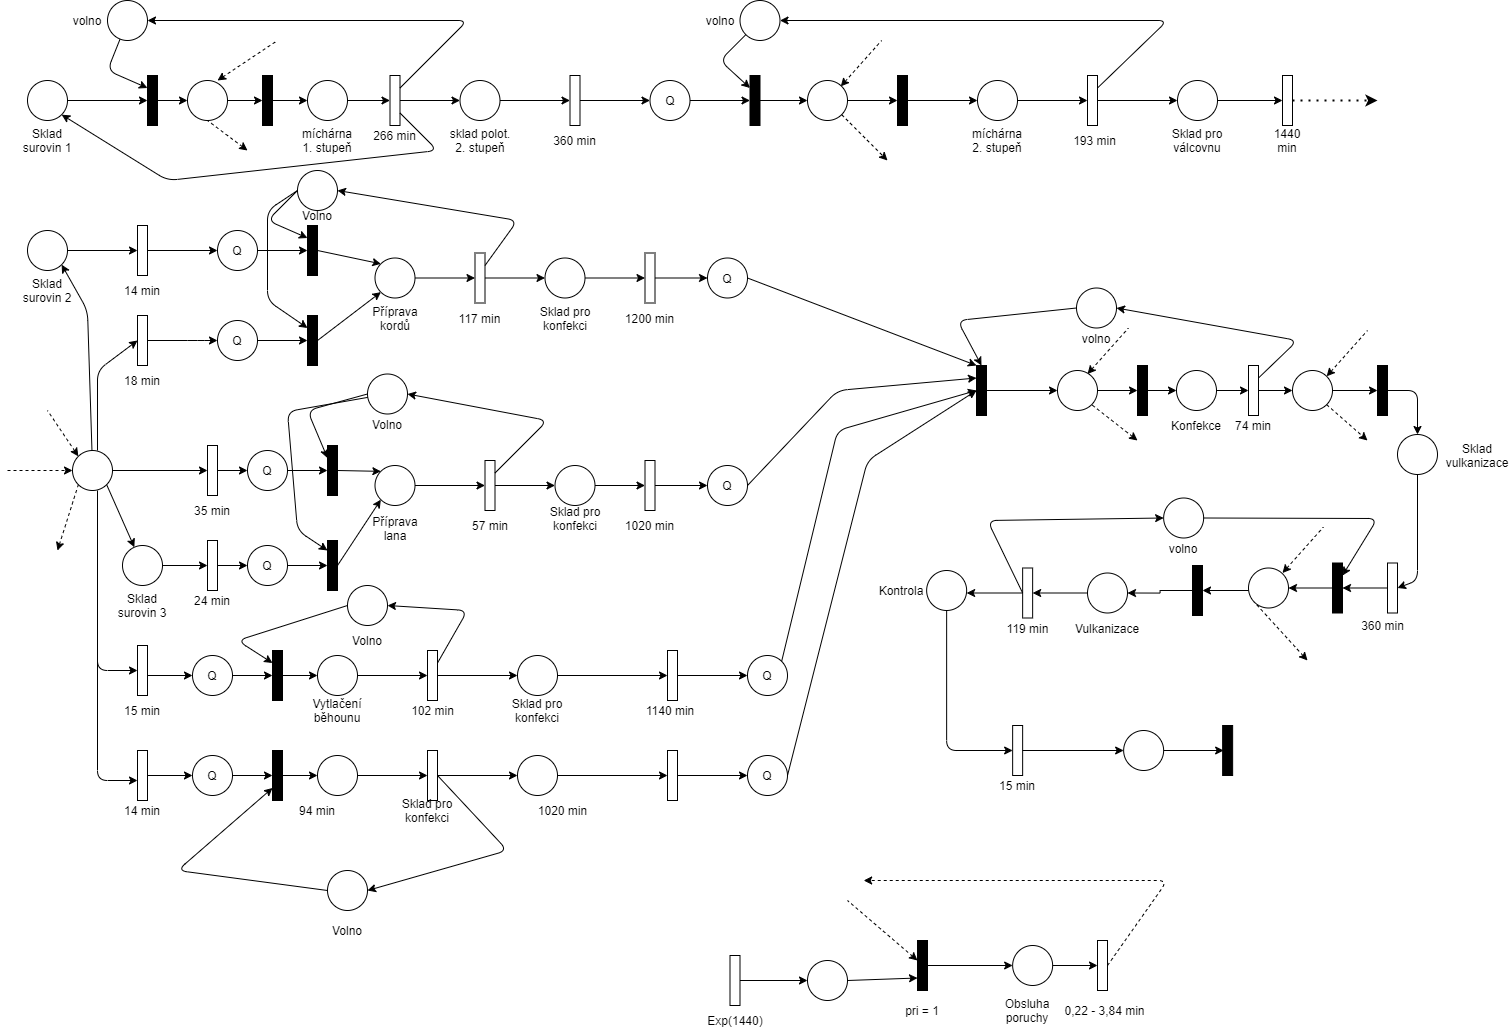 volno
volno
Q
Sklad
surovin 1
míchárna
1. stupeň
266 min
sklad polot.
2. stupeň
360 min
míchárna
2. stupeň
193 min
Sklad pro
válcovnu
1440
min
Volno
Q
Sklad
surovin 2
14 min
Příprava
kordů
117 min
Sklad pro
konfekci
1200 min
Q
Q
18 min
volno
Volno
Konfekce
74 min
Sklad
vulkanizace
Q
35 min
Příprava
lana
57 min
Sklad pro
konfekci
1020 min
Q
volno
Q
Sklad
surovin 3
24 min
Kontrola
119 min
Vulkanizace
360 min
Volno
Q
15 min
Vytlačení
běhounu
102 min
Sklad pro
konfekci
1140 min
Q
Q
14 min
94 min
Sklad pro
konfekci
1020 min
Q
15 min
Volno
Exp(1440)
pri = 1
Obsluha
poruchy
0,22 - 3,84 min